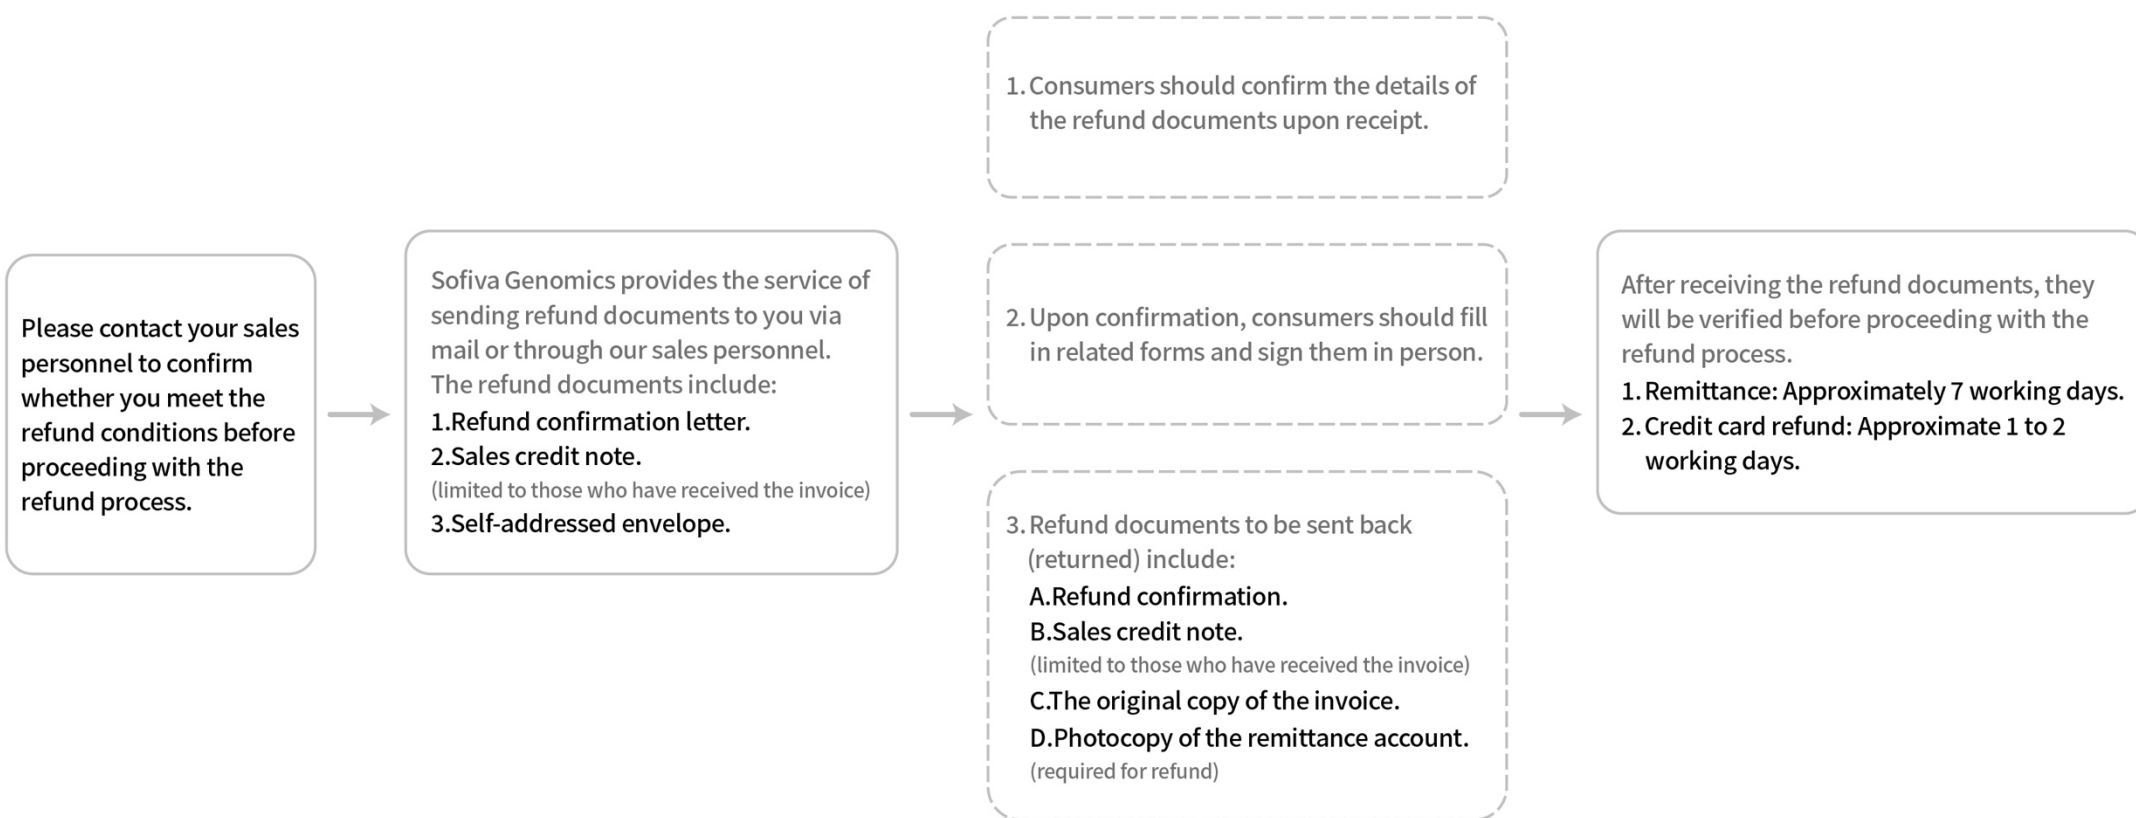 Please contact your sales
personnel to confirm
whether you meet the
refund conditions before
proceeding with the
refund process.
Sofiva Genomics provides the service of
sending refund documents to you via
mail or through our sales personnel.
The refund documents include:
1.Refund confirmation letter.
2.Sales credit note.
(limited to those who have received the invoice)
3.Self-addressed envelope.
1. Consumers should confirm the details of
the refund documents upon receipt.
2. Upon confirmation, consumers should fill
in related forms and sign them in person.
3. Refund documents to be sent back
(returned) include:
A.Refund confirmation.
B.Sales credit note.
(limited to those who have received the invoice)
C.The original copy of the invoice.
D.Photocopy of the remittance account.
(required for refund)
After receiving the refund documents, they
will be verified before proceeding with the
refund process.
1. Remittance: Approximately 7 working days.
2. Credit card refund: Approximate 1 to 2
working days.